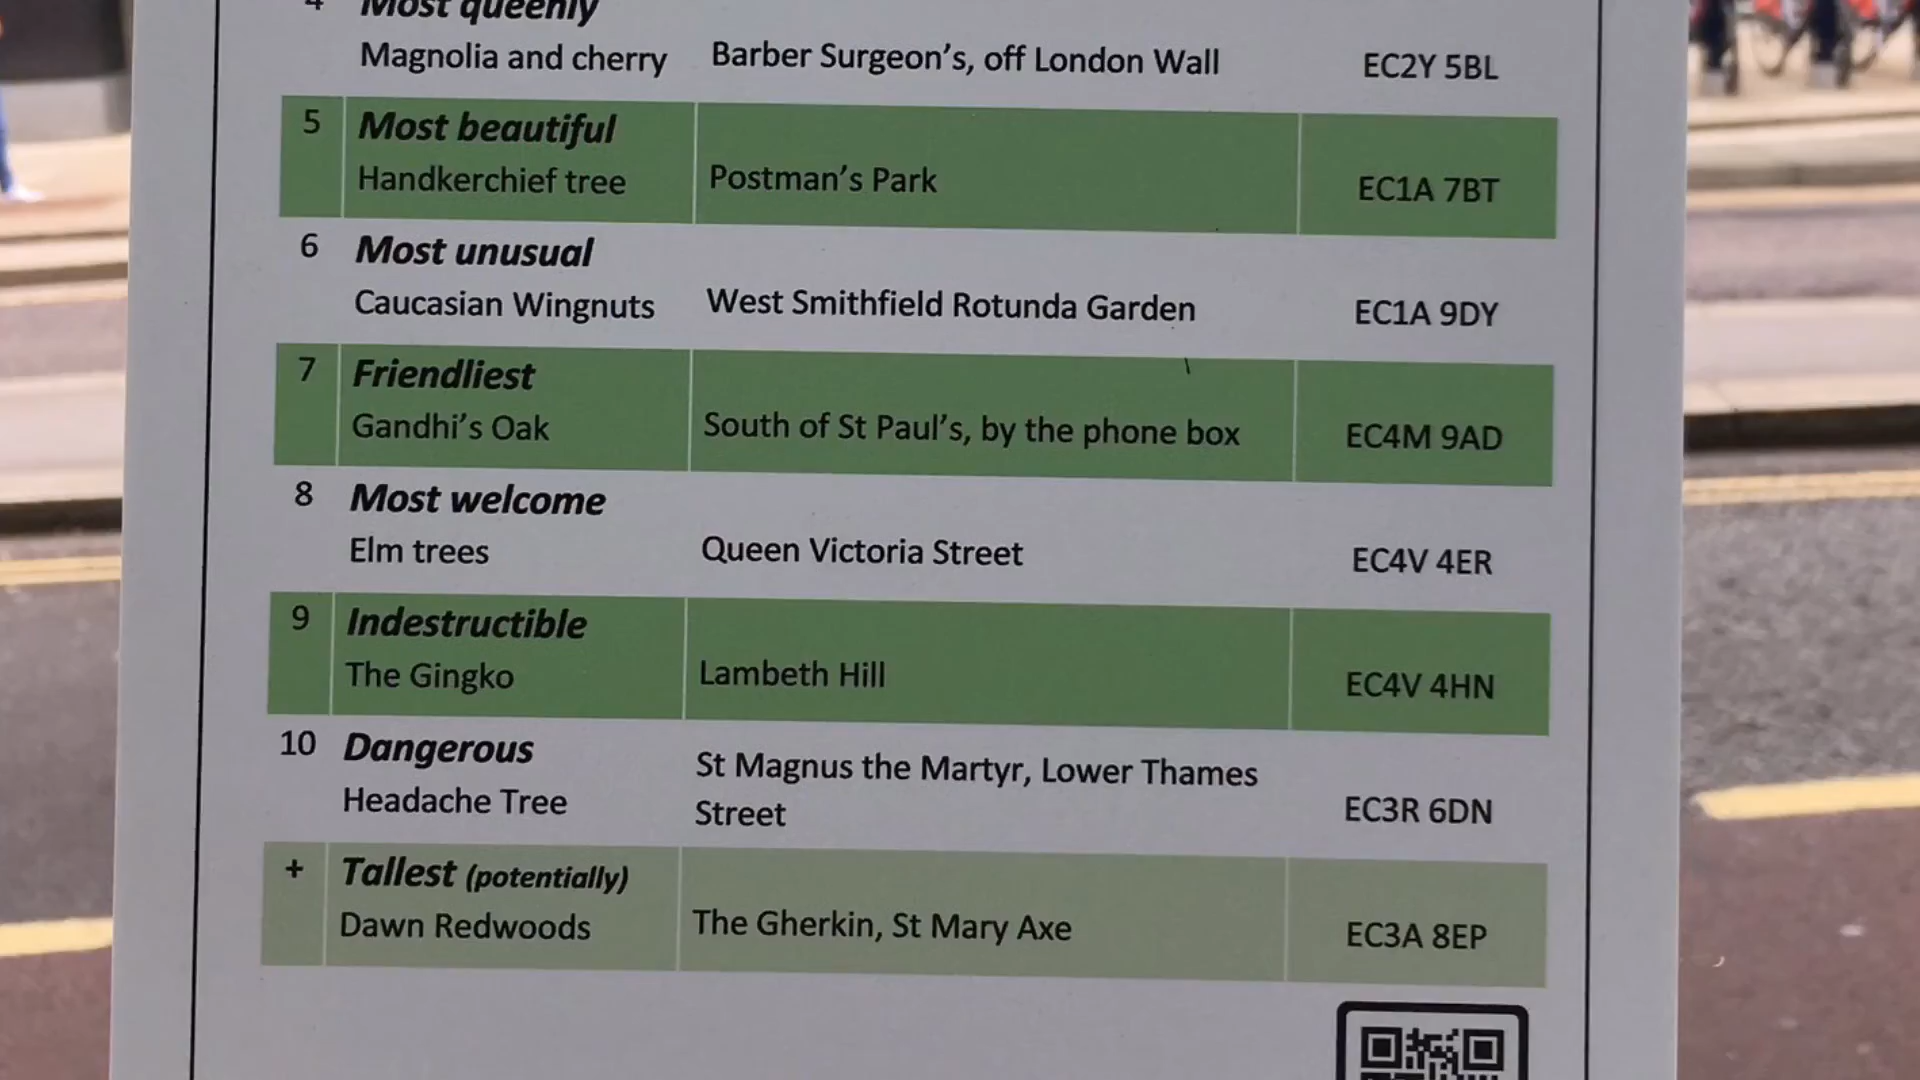 4 Most queenly
Magnolia and cherry Barber Surgeon's, off London Wall EC2Y 5BL
5 Most beautiful
Handkerchief tree Postman's Park EC1A 7BT
6 Most unusual
Caucasian Wingnuts West Smithfield Rotunda Garden EC1A 9DY
7 Friendliest
Gandhi's Oak South of St Paul's, by the phone box EC4M 9AD
8 Most welcome
Elm trees Queen Victoria Street EC4V 4ER
9 Indestructible
The Gingko Lambeth Hill EC4V 4HN
10 Dangerous
Headache Tree St Magnus the Martyr, Lower Thames
Street EC3R 6DN
+ Tallest (potentially)
Dawn Redwoods The Gherkin, St Mary Axe EC3A 8EP